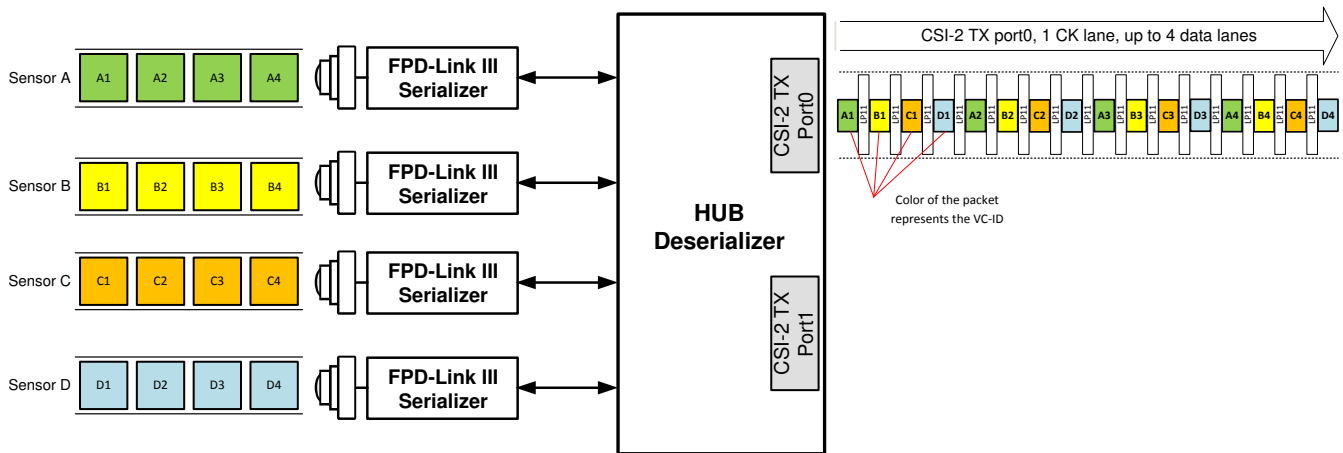 CSI-2 TX port0, 1 CK lane, up to 4 data lanes
Sensor A
A1 A2 A3 A4
FPD-Link III
Serializer
Sensor B
B1 B2 B3 B4
FPD-Link III
Serializer
Sensor C
C1 C2 C3 C4
FPD-Link III
Serializer
Sensor D
D1 D2 D3 D4
FPD-Link III
Serializer
HUB
Deserializer
CSI-2 TX
Port0
CSI-2 TX
Port1
A1 LP11 B1 LP11 C1 LP11 D1 LP11 A2 LP11 B2 LP11 C2 LP11 D2 LP11 A3 LP11 B3 LP11 C3 LP11 D3 LP11 A4 LP11 B4 LP11 C4 LP11 D4
Color of the packet
represents the VC-ID